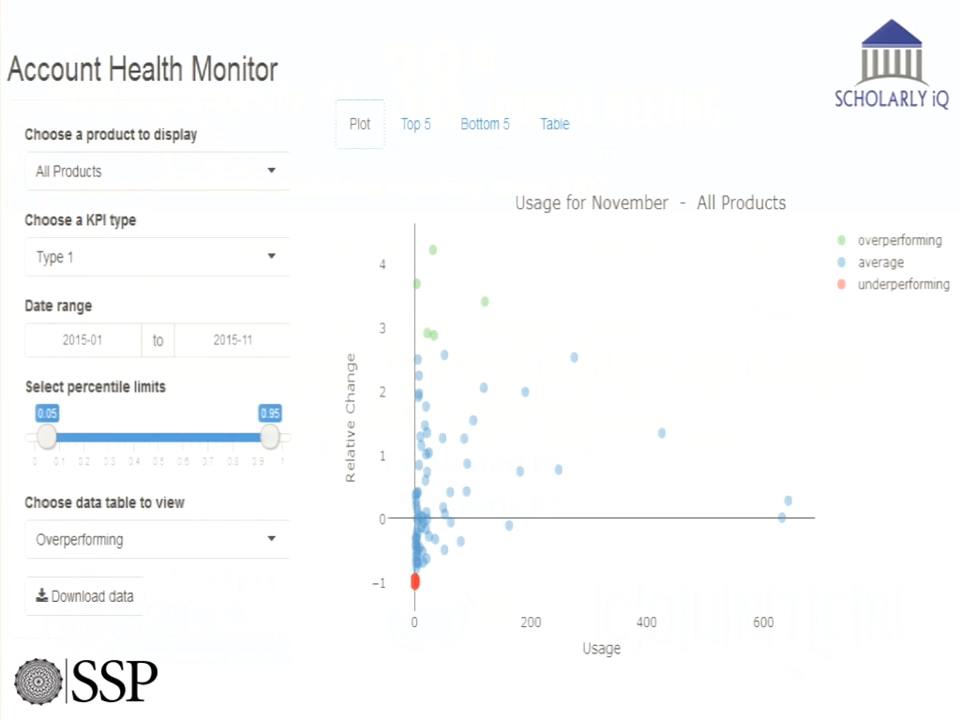 Account Health Monitor
SCHOLARLY iQ
Choose a product to display
All Products
Choose a KPI type
Type 1
Date range
2015-01 to 2015-11
Select percentile limits
0.05 0.95
0 0.1 0.2 0.3 0.4 0.5 0.6 0.7 0.8 0.9 1
Choose data table to view
Overperforming
Download data
Plot Top 5 Bottom 5 Table
Usage for November - All Products
overperforming
average
underperforming
Relative Change
4
3
2
1
0
−1
0 200 400 600
Usage
SSP